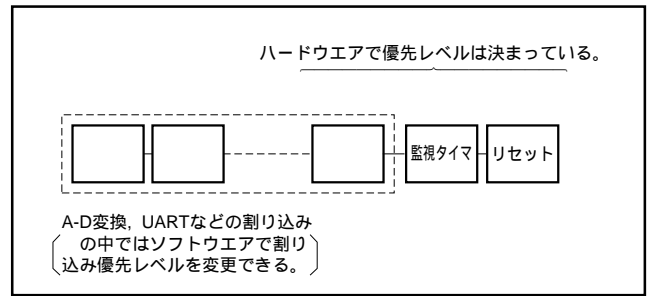 ハードウエアで優先レベルは決まっている。
監視タイマ
リセット
A-D変換, UARTなどの割り込み
の中ではソフトウエアで割り
込み優先レベルを変更できる。